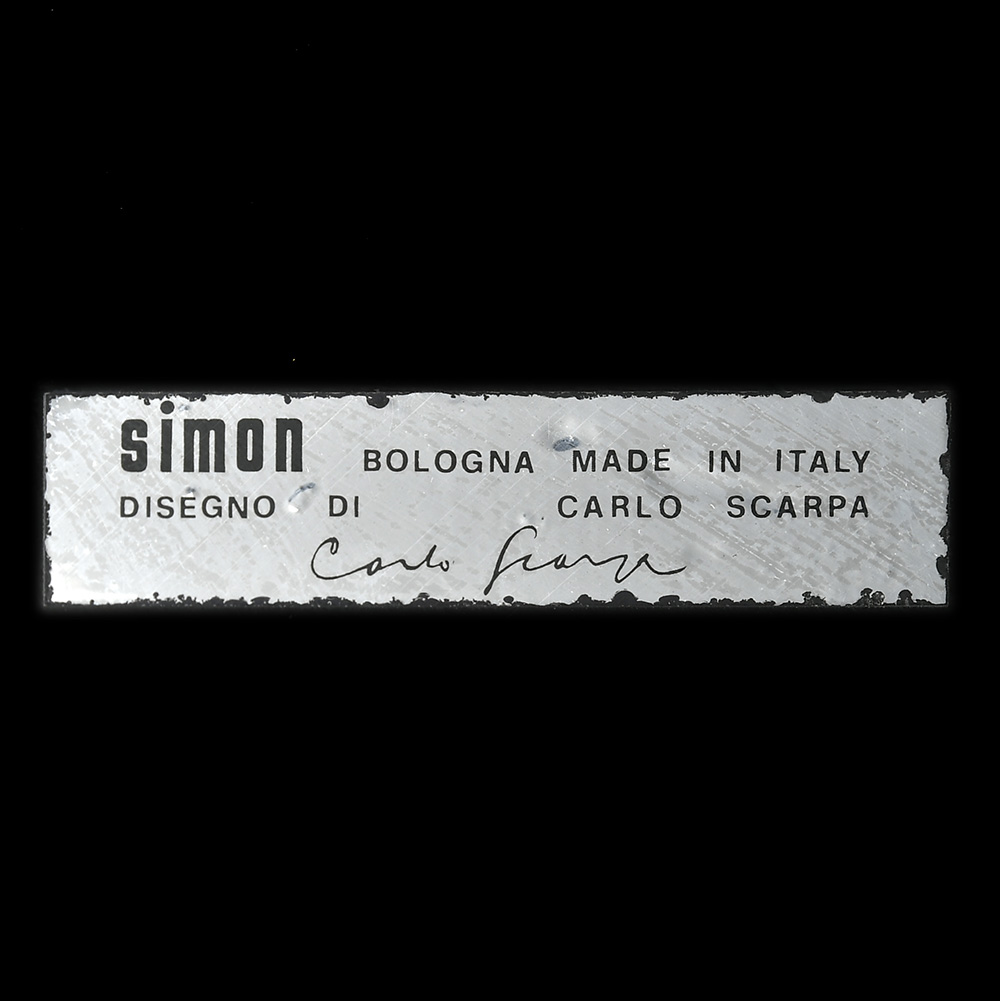 simon BOLOGNA MADE IN ITALY
DISEGNO DI CARLO SCARPA
Carlo Scarpa